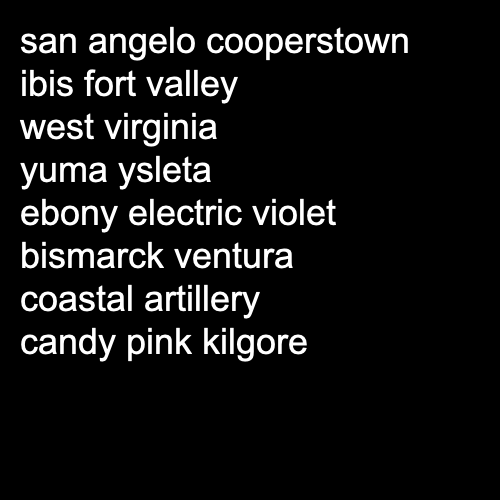 san angelo cooperstown
ibis fort valley
west virginia
yuma ysleta
ebony electric violet
bismarck ventura
coastal artillery
candy pink kilgore